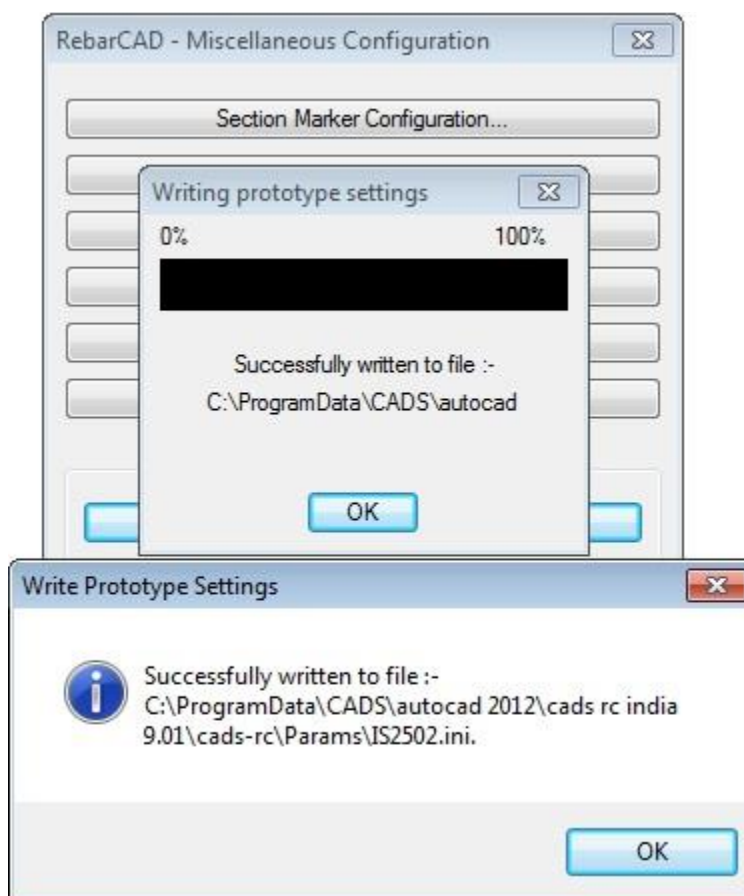 RebarCAD - Miscellaneous Configuration
Section Marker Configuration...
Writing prototype settings
0% 100%
Successfully written to file :-
C:\ProgramData\CADS\autocad
OK
Write Prototype Settings
Successfully written to file :-
C:\ProgramData\CADS\autocad 2012\cads rc india
9.01\cads-rc\Params\IS2502.ini.
OK